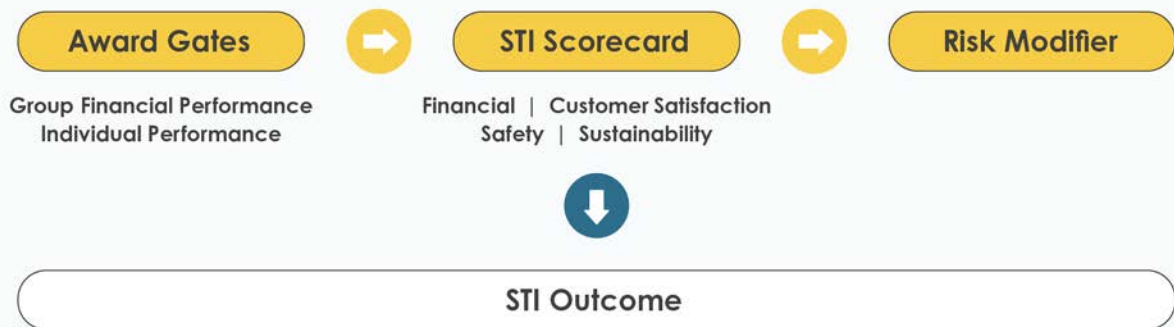 Award Gates
STI Scorecard
Risk Modifier
Group Financial Performance
Individual Performance
Financial | Customer Satisfaction
Safety | Sustainability
STI Outcome